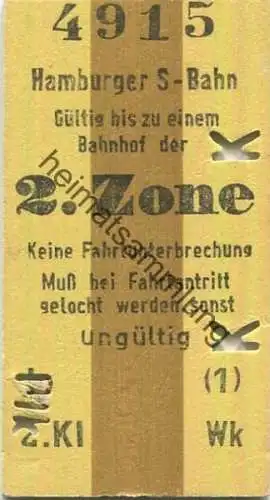 4915
Hamburger S-Bahn
Gültig bis zu einem
Bahnhof der
2. Zone
Keine Fahrtunterbrechung
Muß bei Fahrtantritt
gelocht werden, sonst
ungültig
(1)
2. Kl Wk
heimatsammlung